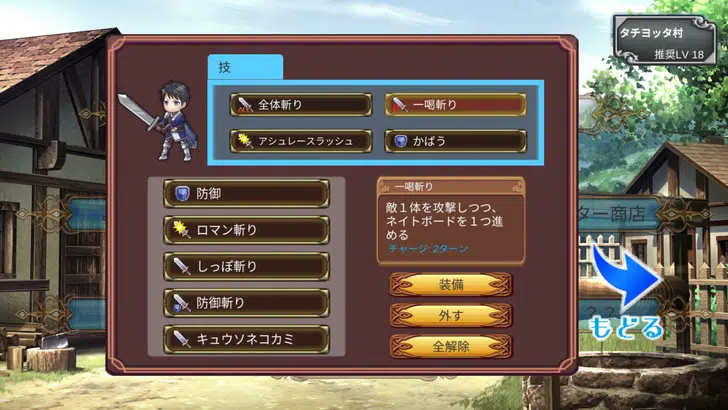 タチヨッタ村
推奨LV 18
技
全体斬り
一喝斬り
アシュレースラッシュ
かばう
防御
ロマン斬り
しっぽ斬り
防御斬り
キュウソネコカミ
一喝斬り
敵1体を攻撃しつつ、
ネイトボードを1つ進
める
チャージ: 2ターン
装備
外す
全解除
ター商店
もどる